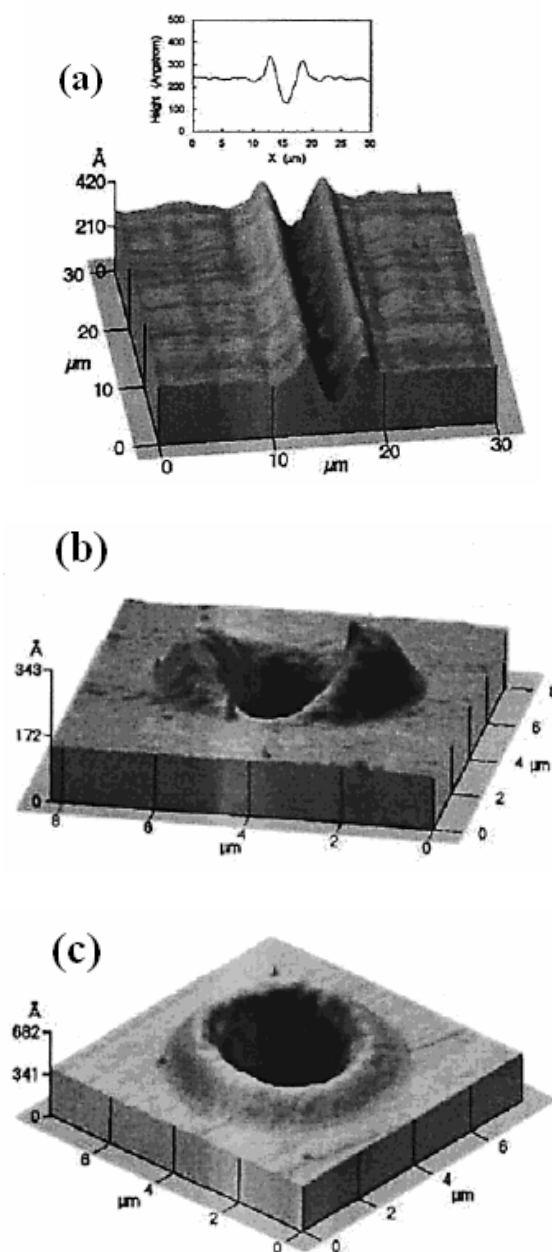 500
400
300
200
100
0
Height (Angstrom)
0 5 10 15 20 25 30
X (µm)
(a)
Å
420
210
0
30
20
10
0
µm
0 10 20 30
µm
(b)
Å
343
172
0
8 6 4 2 0
µm
0 2 4 6 8
µm
(c)
Å
682
341
0
6 4 2 0
µm
0 2 4 6
µm